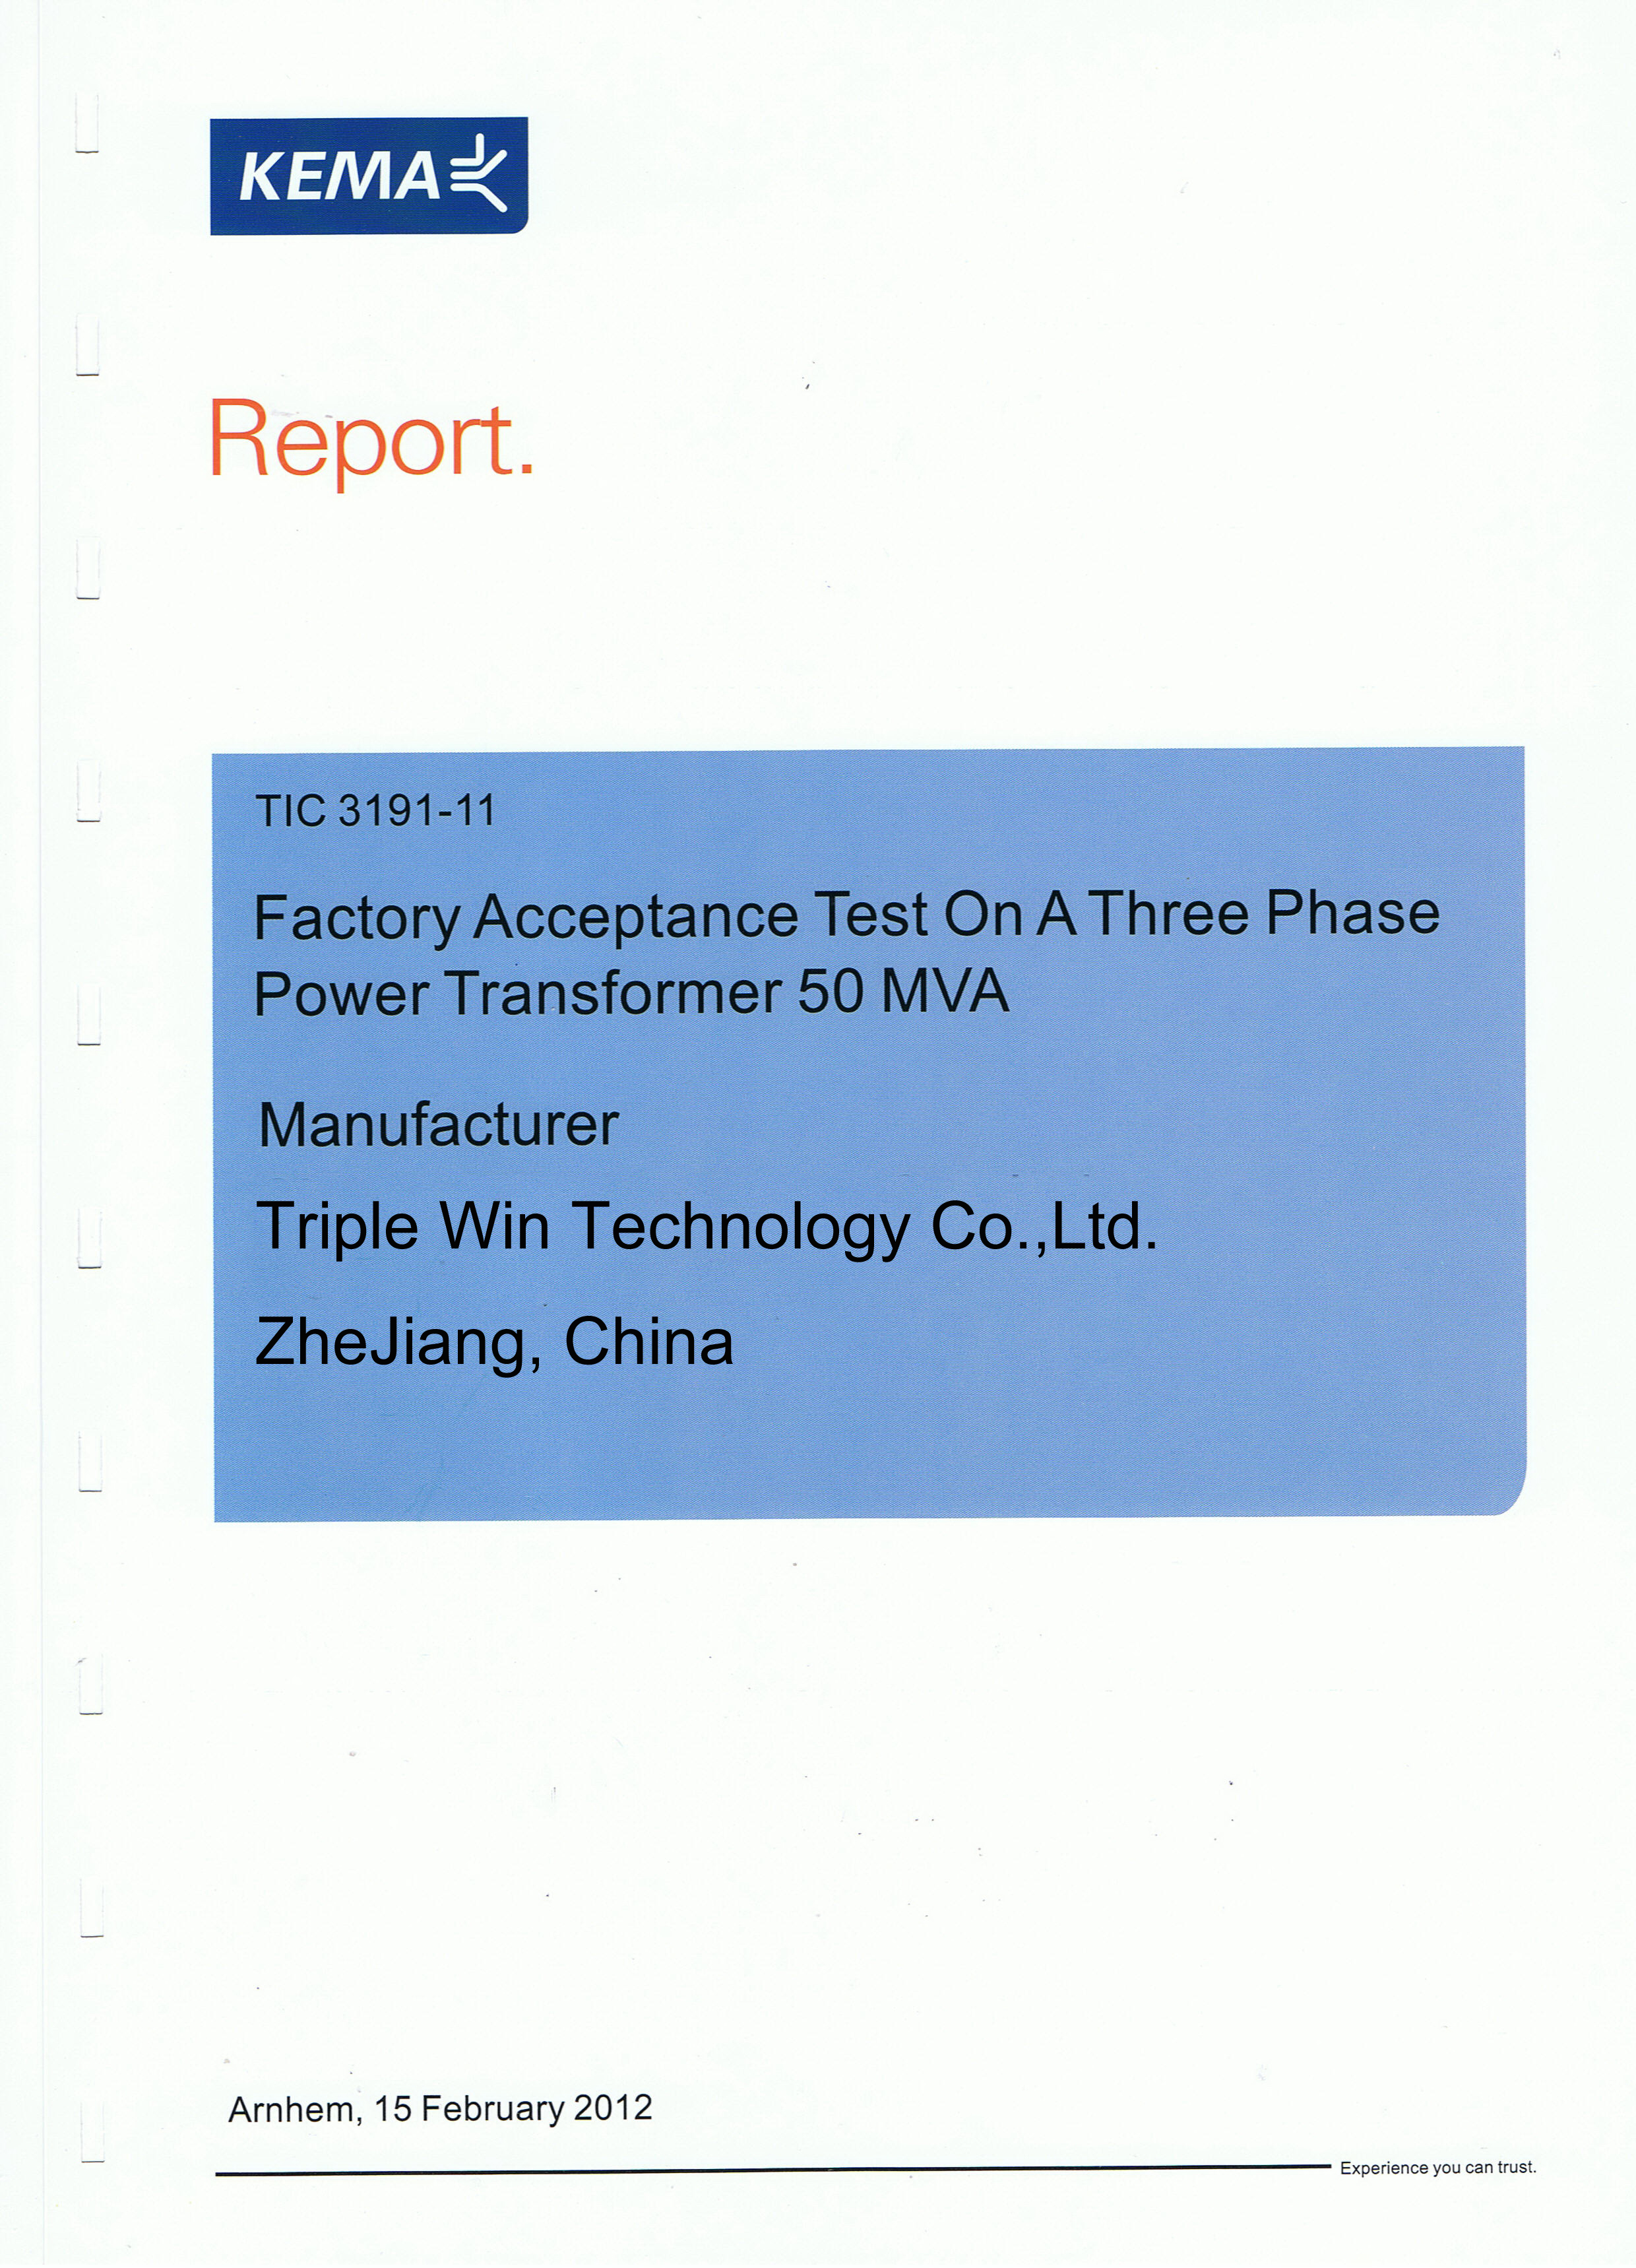 KEMA
Report.
TIC 3191-11
Factory Acceptance Test On A Three Phase
Power Transformer 50 MVA
Manufacturer
Triple Win Technology Co.,Ltd.
ZheJiang, China
Arnhem, 15 February 2012
Experience you can trust.